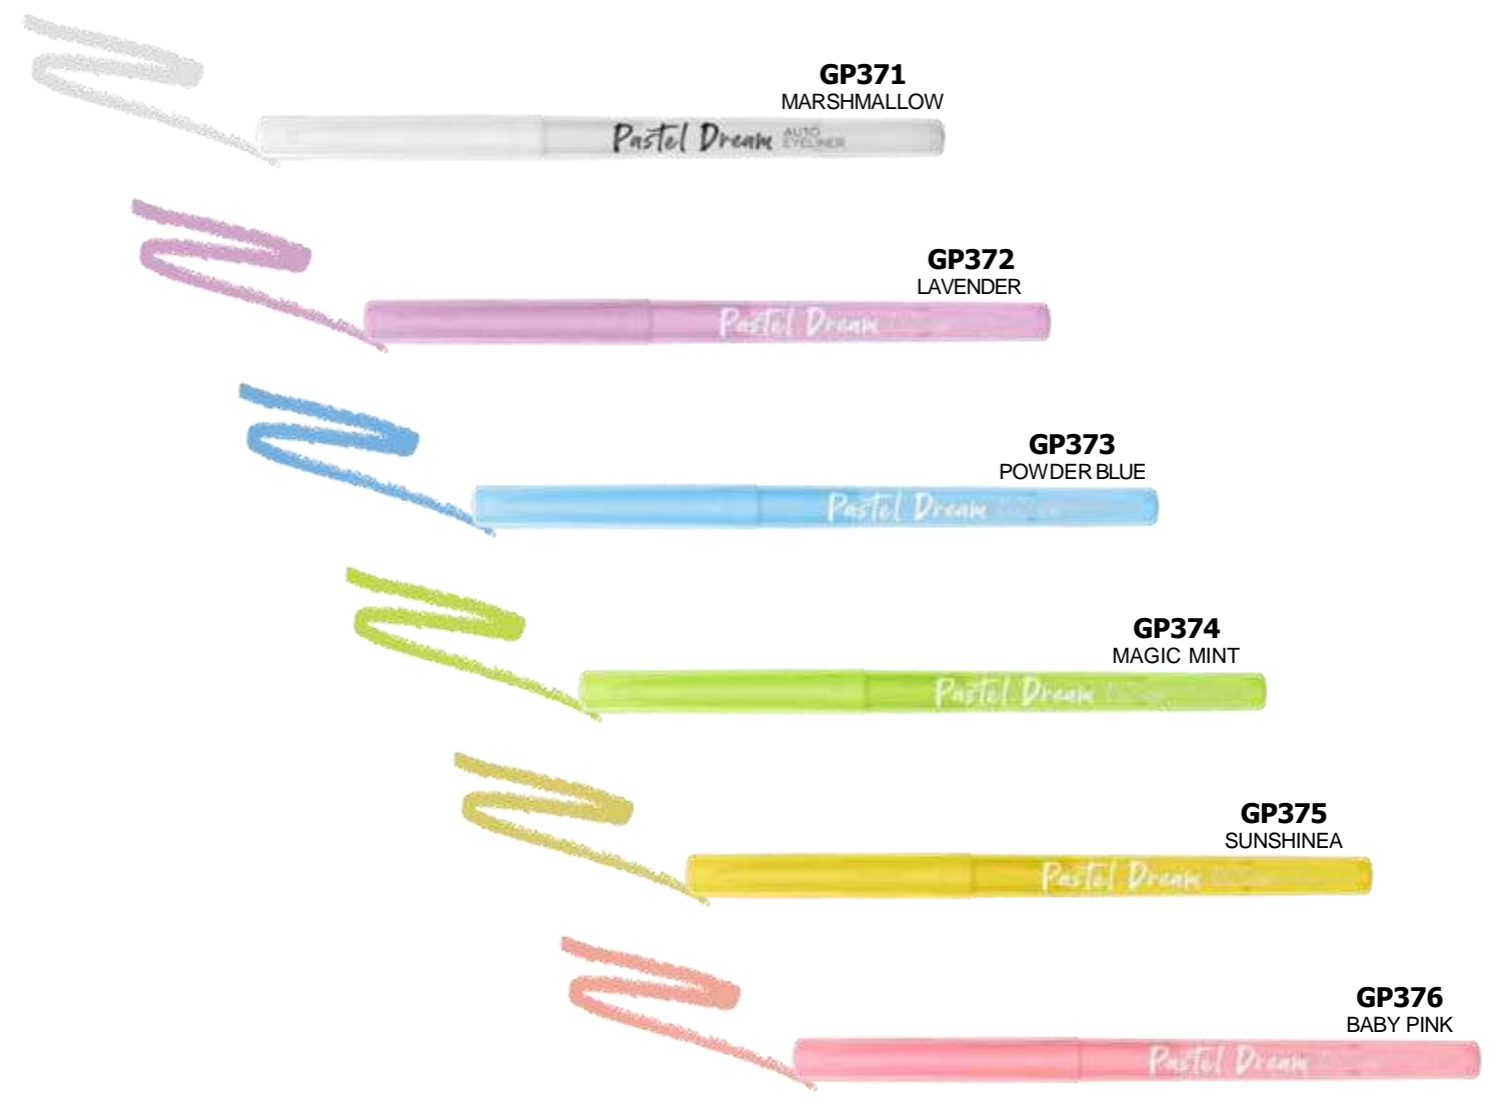 GP371
MARSHMALLOW
Pastel Dream AUTO
EYELINER
GP372
LAVENDER
Pastel Dream
GP373
POWDER BLUE
Pastel Dream
GP374
MAGIC MINT
Pastel Dream
GP375
SUNSHINEA
Pastel Dream
GP376
BABY PINK
Pastel Dream